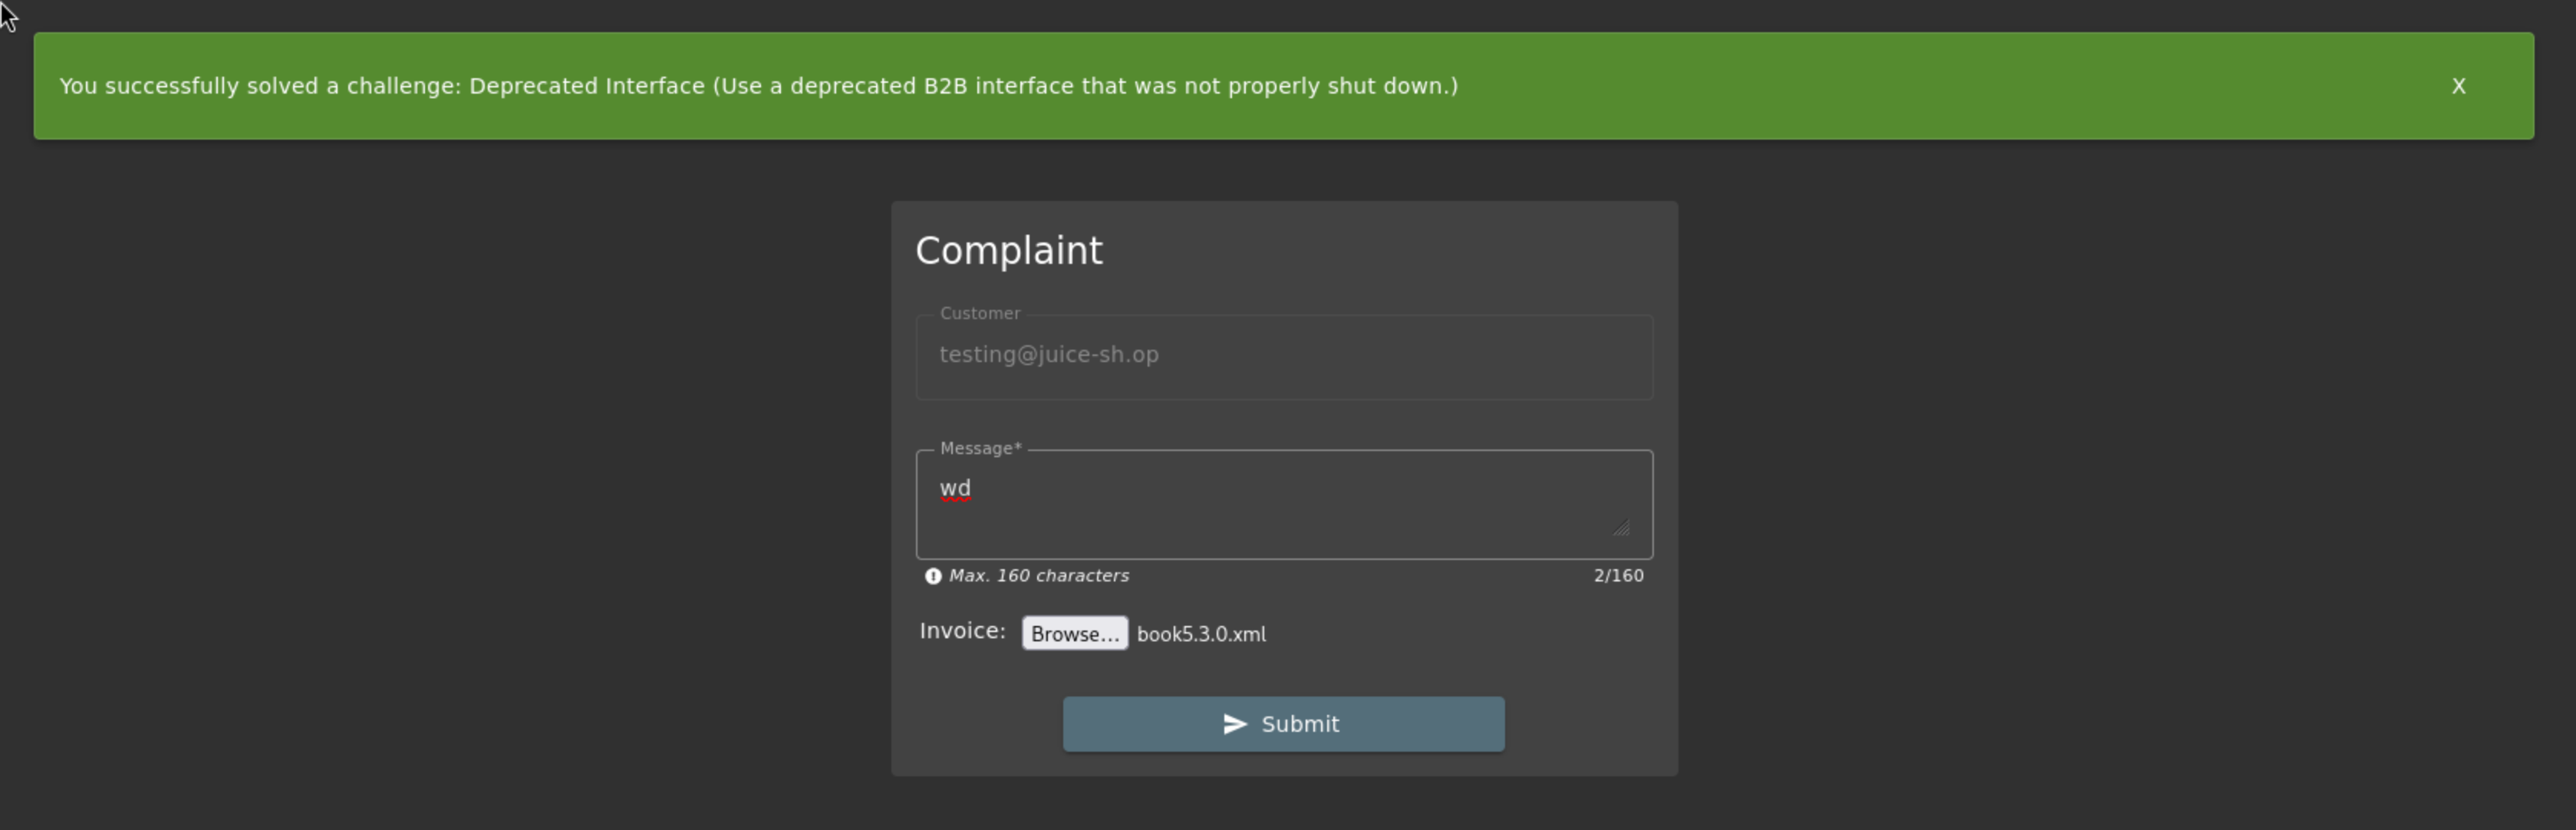 You successfully solved a challenge: Deprecated Interface (Use a deprecated B2B interface that was not properly shut down.) X
Complaint
Customer
testing@juice-sh.op
Message*
wd
Max. 160 characters 2/160
Invoice: Browse... book5.3.0.xml
Submit